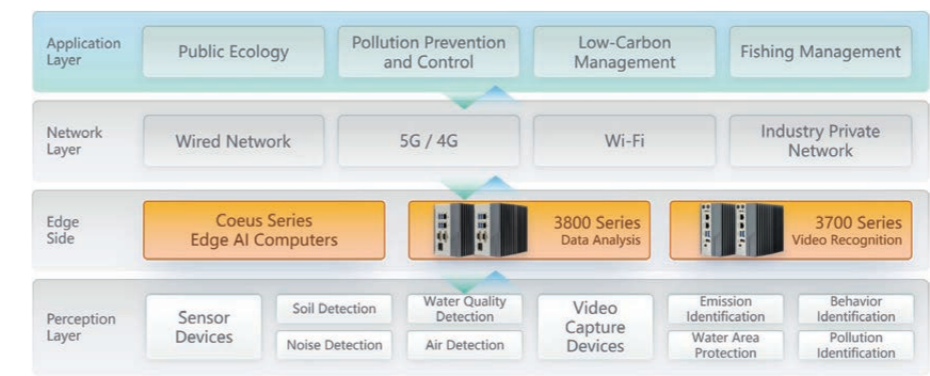 Application
Layer
Public Ecology
Pollution Prevention
and Control
Low-Carbon
Management
Fishing Management
Network
Layer
Wired Network
5G / 4G
Wi-Fi
Industry Private
Network
Edge
Side
Coeus Series
Edge AI Computers
3800 Series
Data Analysis
3700 Series
Video Recognition
Perception
Layer
Sensor
Devices
Soil Detection
Noise Detection
Water Quality
Detection
Air Detection
Video
Capture
Devices
Emission
Identification
Water Area
Protection
Behavior
Identification
Pollution
Identification